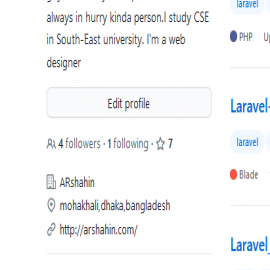 always in hurry kinda person.I study CSE
in South-East university. I'm a web
designer
Edit profile
4 followers · 1 following · 7
ARshahin
mohakhali,dhaka,bangladesh
http://arshahin.com/
laravel
PHP
Laravel-
laravel
Blade
Laravel_